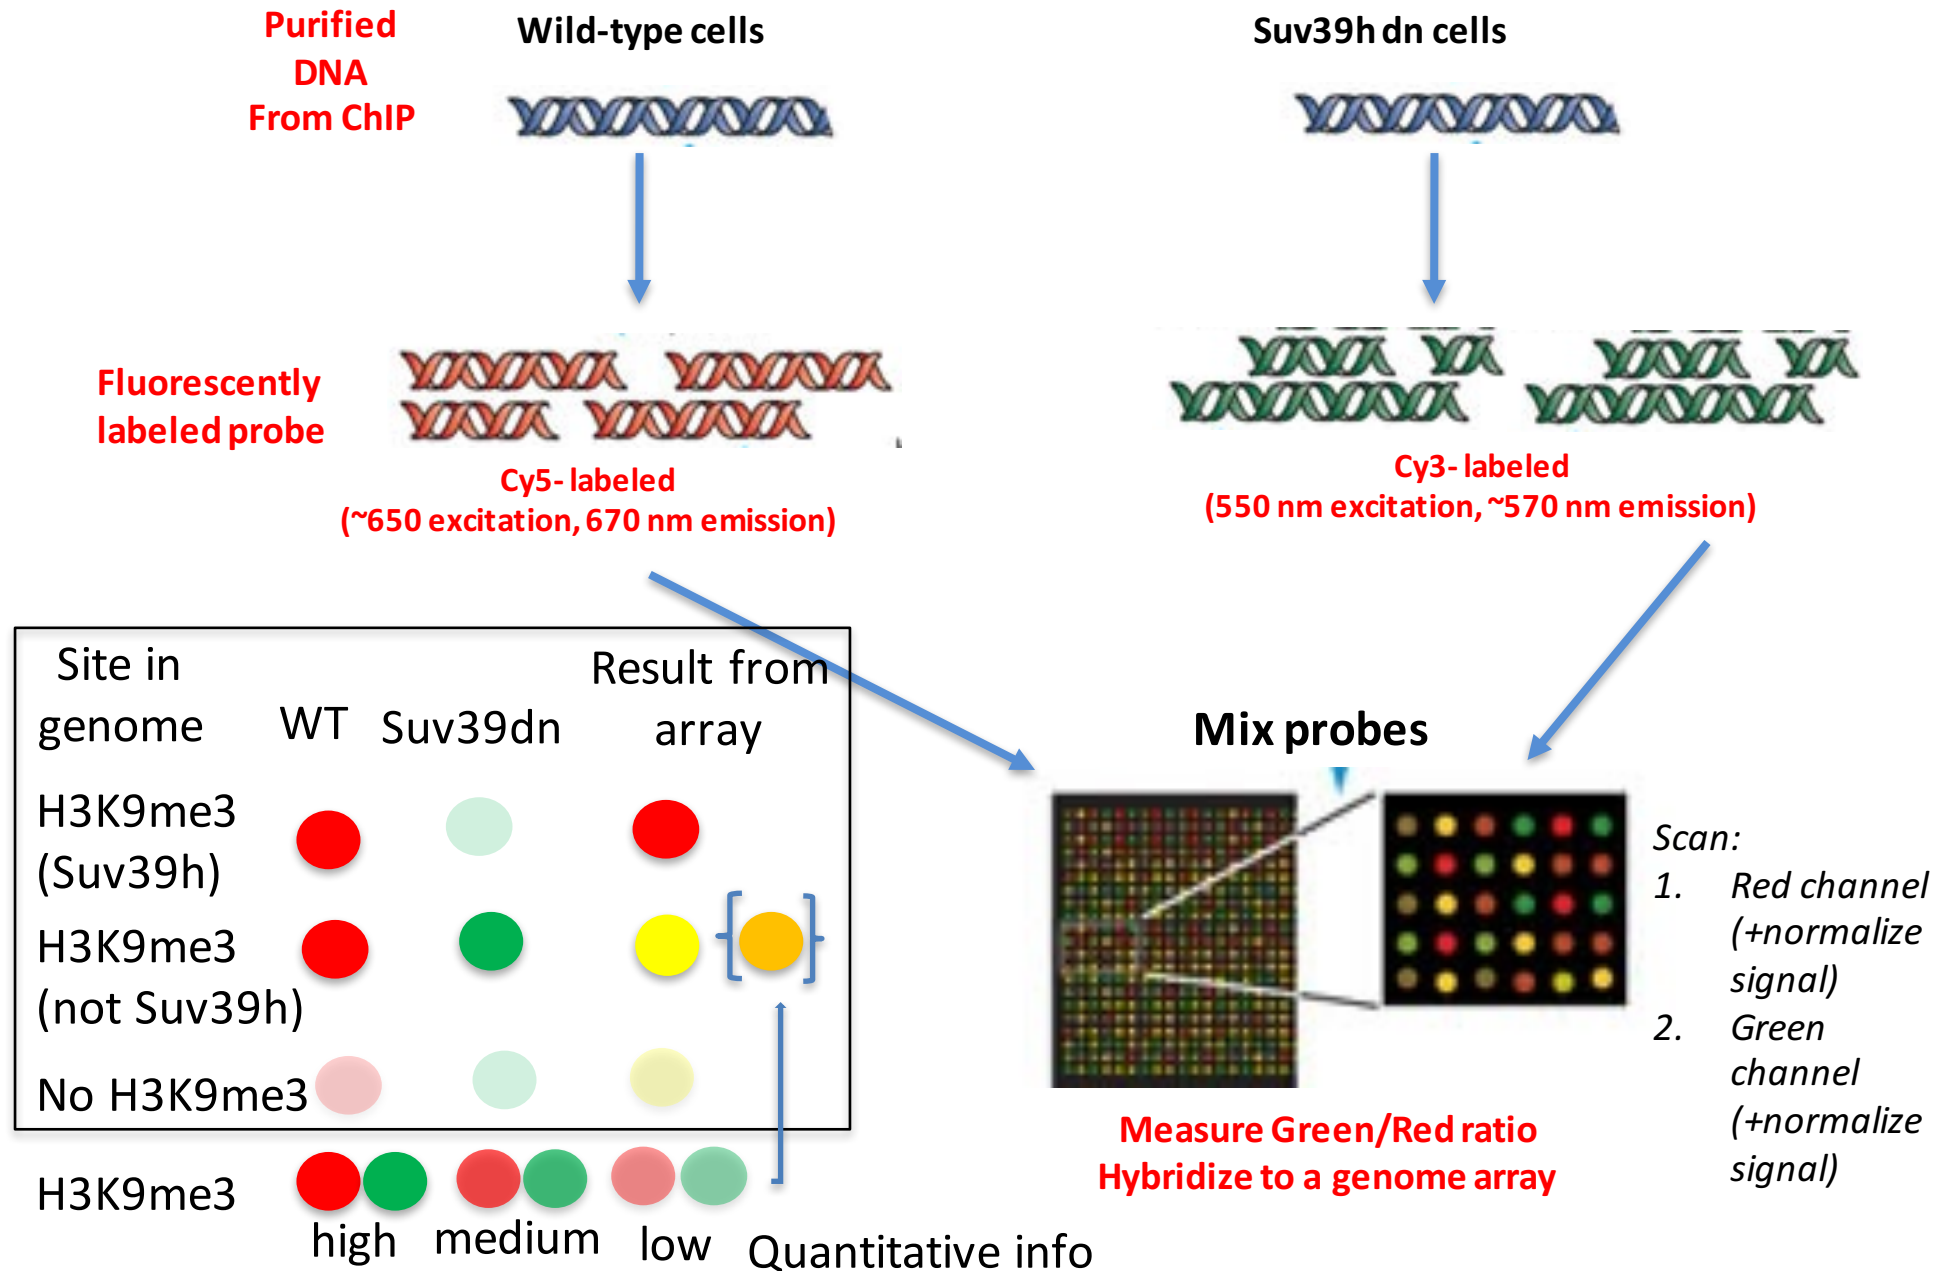 Purified
DNA
From ChIP
Wild-type cells
Suv39h dn cells
Fluorescently
labeled probe
Cy5- labeled
(~650 excitation, 670 nm emission)
Cy3- labeled
(550 nm excitation, ~570 nm emission)
Site in
genome
WT
Suv39dn
Result from
array
H3K9me3
(Suv39h)
H3K9me3
(not Suv39h)
No H3K9me3
H3K9me3
high
medium
low
Quantitative info
Mix probes
Scan:
1. Red channel
(+normalize
signal)
2. Green
channel
(+normalize
signal)
Measure Green/Red ratio
Hybridize to a genome array